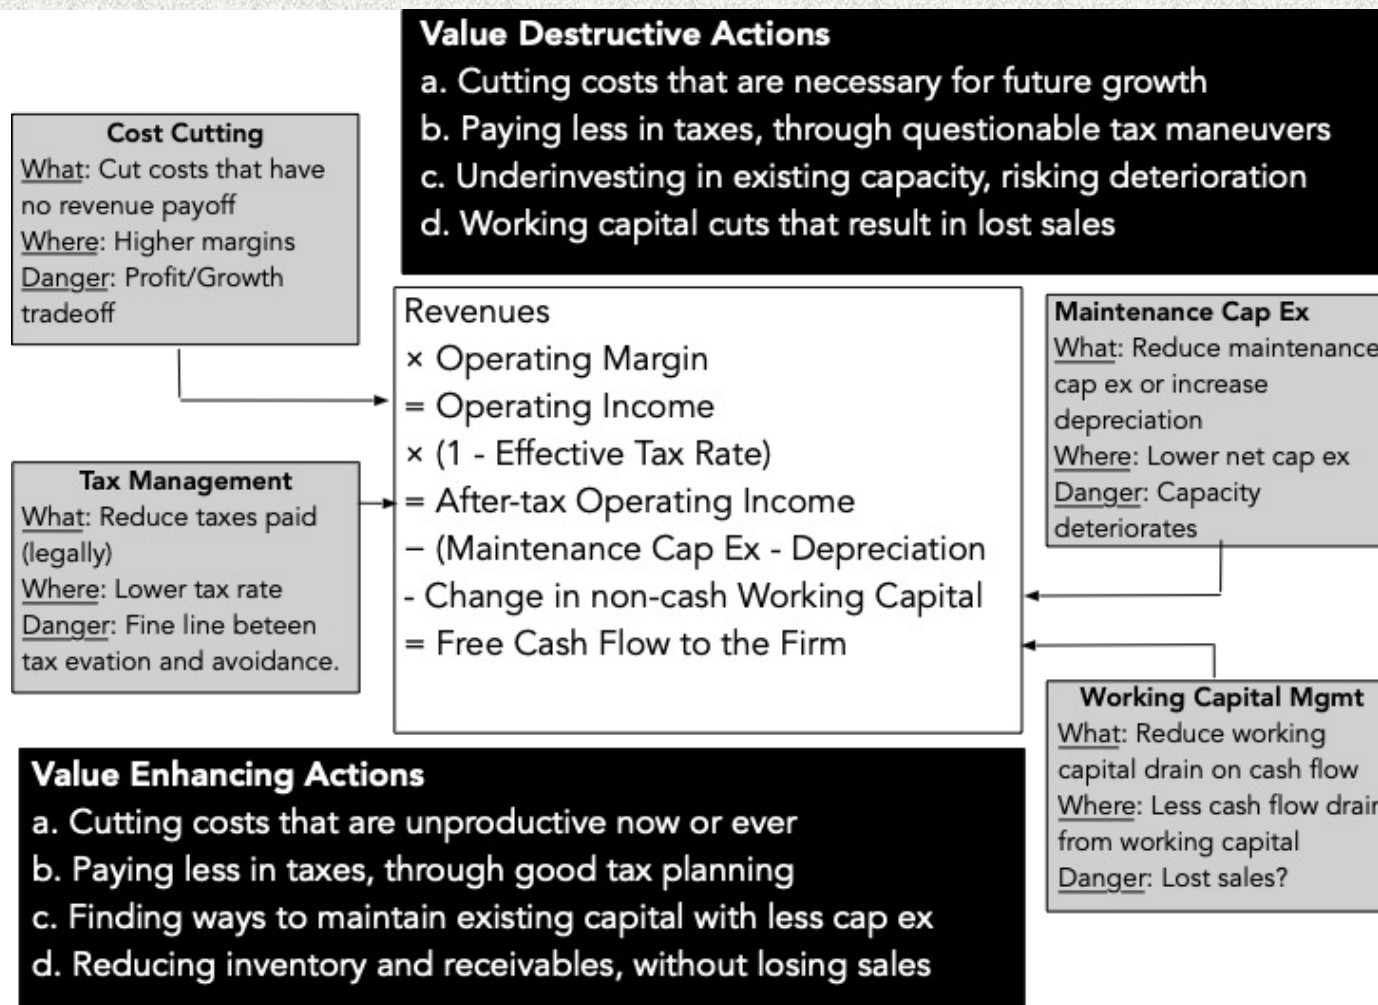 Value Destructive Actions
a. Cutting costs that are necessary for future growth
b. Paying less in taxes, through questionable tax maneuvers
c. Underinvesting in existing capacity, risking deterioration
d. Working capital cuts that result in lost sales
Cost Cutting
What: Cut costs that have
no revenue payoff
Where: Higher margins
Danger: Profit/Growth
tradeoff
Revenues
× Operating Margin
= Operating Income
× (1 - Effective Tax Rate)
= After-tax Operating Income
– (Maintenance Cap Ex - Depreciation
- Change in non-cash Working Capital
= Free Cash Flow to the Firm
Maintenance Cap Ex
What: Reduce maintenance
cap ex or increase
depreciation
Where: Lower net cap ex
Danger: Capacity
deteriorates
Tax Management
What: Reduce taxes paid
(legally)
Where: Lower tax rate
Danger: Fine line beteen
tax evation and avoidance.
Working Capital Mgmt
What: Reduce working
capital drain on cash flow
Where: Less cash flow drain
from working capital
Danger: Lost sales?
Value Enhancing Actions
a. Cutting costs that are unproductive now or ever
b. Paying less in taxes, through good tax planning
c. Finding ways to maintain existing capital with less cap ex
d. Reducing inventory and receivables, without losing sales